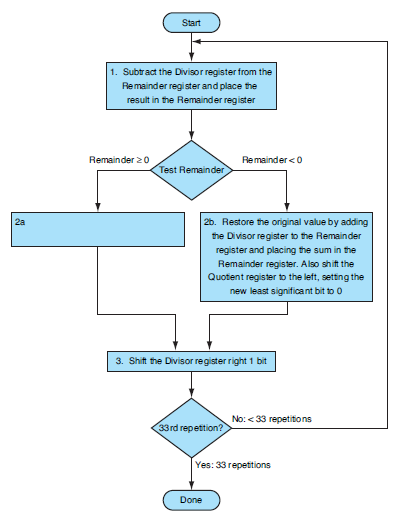 Start
1. Subtract the Divisor register from the
Remainder register and place the
result in the Remainder register
Remainder ≥ 0
Remainder < 0
Test Remainder
2a
2b. Restore the original value by adding
the Divisor register to the Remainder
register and placing the sum in the
Remainder register. Also shift the
Quotient register to the left, setting the
new least significant bit to 0
3. Shift the Divisor register right 1 bit
33rd repetition?
No: < 33 repetitions
Yes: 33 repetitions
Done